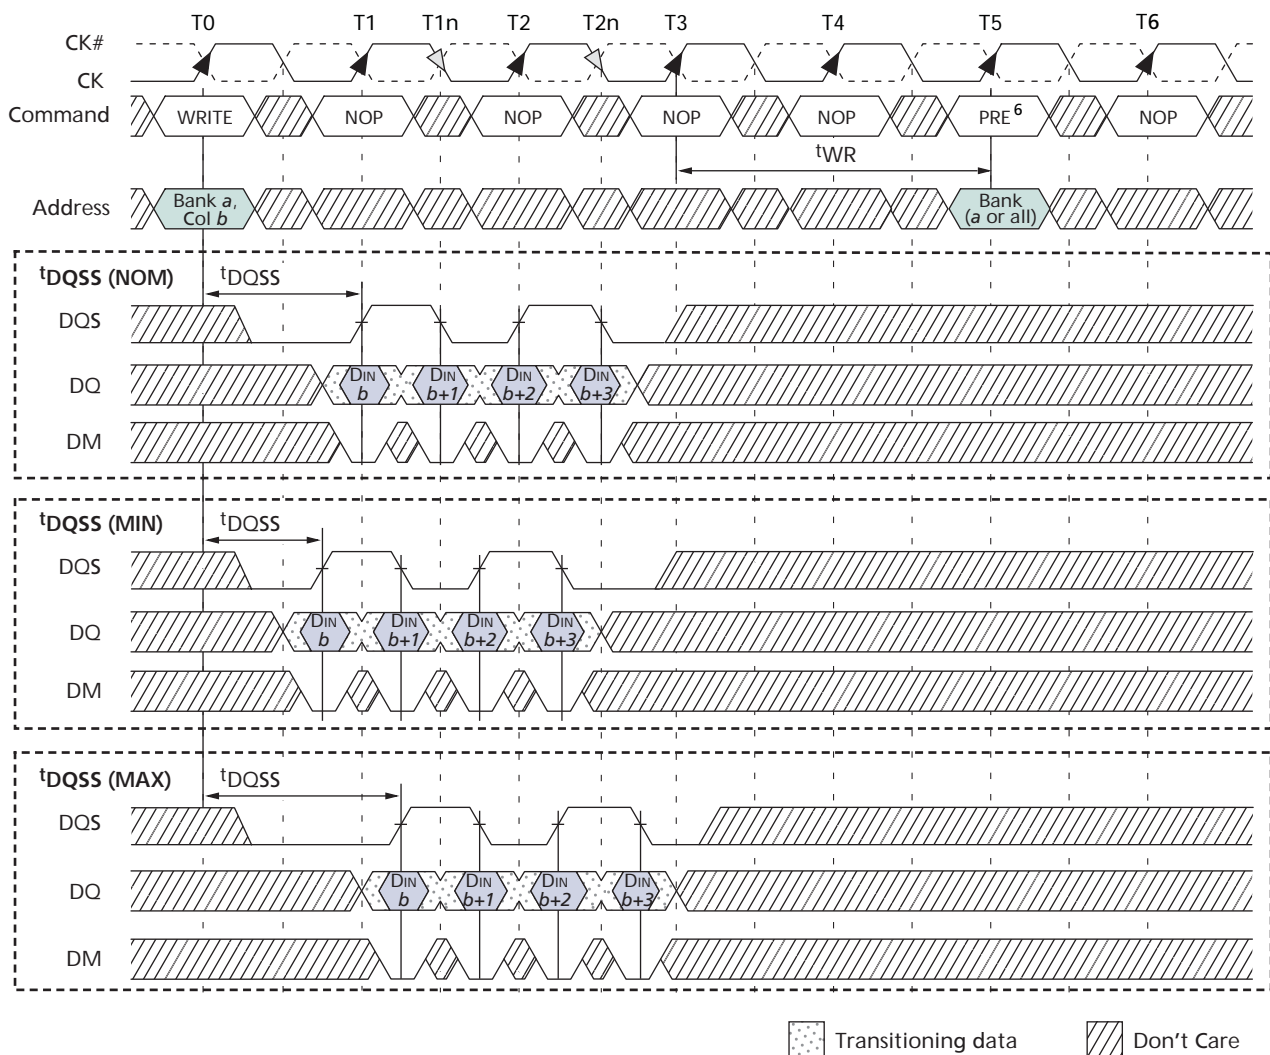 T0 T1 T1n T2 T2n T3 T4 T5 T6
CK#
CK
Command WRITE NOP NOP NOP NOP PRE6 NOP
tWR
Address Bank a, Col b Bank (a or all)
tDQSS (NOM) tDQSS
DQS
DQ DIN b DIN b+1 DIN b+2 DIN b+3
DM
tDQSS (MIN) tDQSS
DQS
DQ DIN b DIN b+1 DIN b+2 DIN b+3
DM
tDQSS (MAX) tDQSS
DQS
DQ DIN b DIN b+1 DIN b+2 DIN b+3
DM
Transitioning data Don't Care